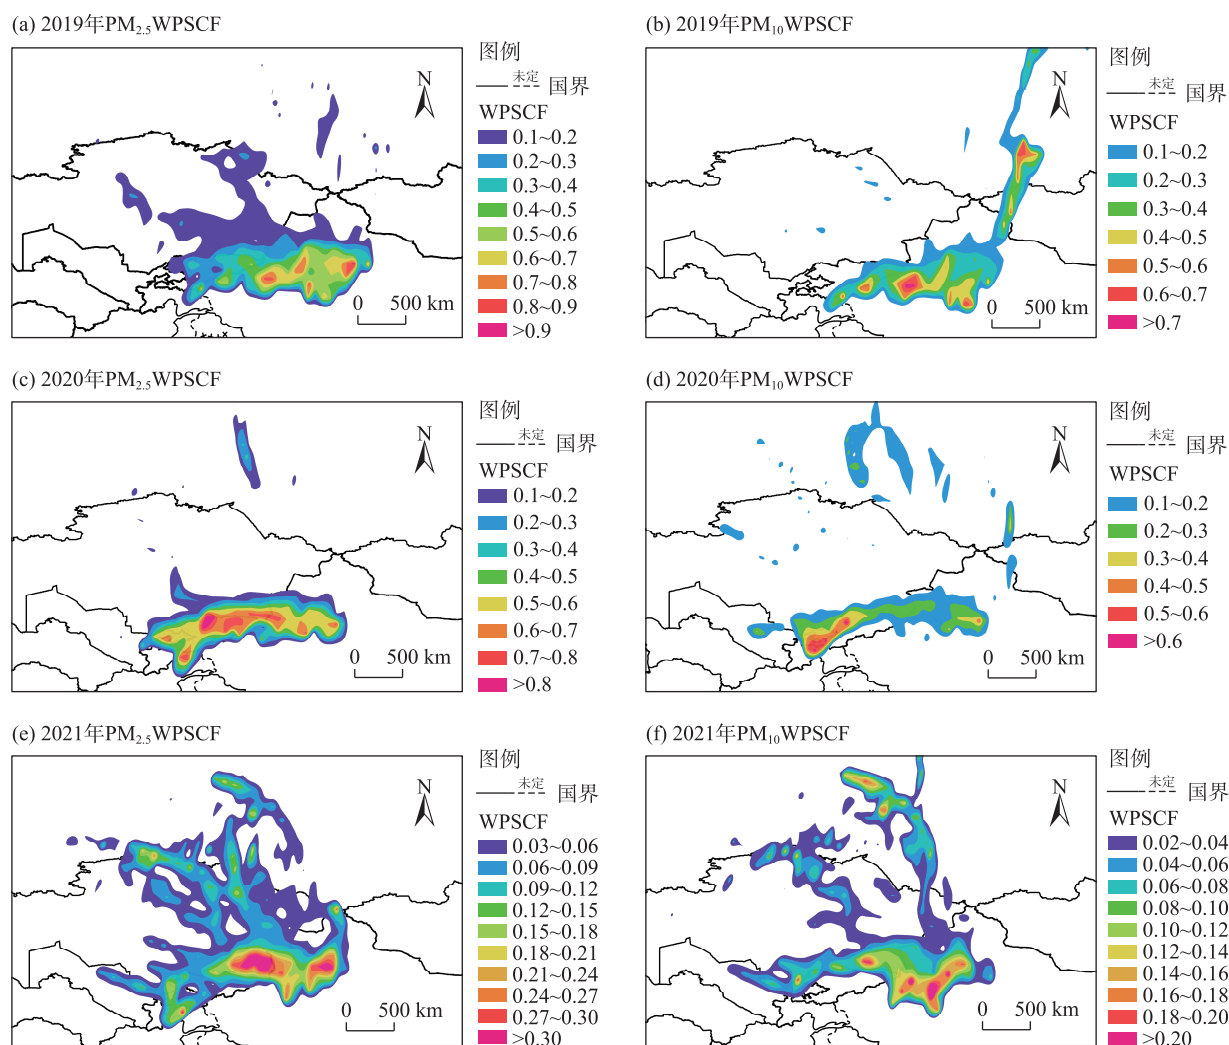 (a) 2019年PM2.5WPSCF
图例
未定
国界
WPSCF
0.1~0.2
0.2~0.3
0.3~0.4
0.4~0.5
0.5~0.6
0.6~0.7
0.7~0.8
0.8~0.9
>0.9
N
0 500 km
(b) 2019年PM10WPSCF
图例
未定
国界
WPSCF
0.1~0.2
0.2~0.3
0.3~0.4
0.4~0.5
0.5~0.6
0.6~0.7
>0.7
N
0 500 km
(c) 2020年PM2.5WPSCF
图例
未定
国界
WPSCF
0.1~0.2
0.2~0.3
0.3~0.4
0.4~0.5
0.5~0.6
0.6~0.7
0.7~0.8
>0.8
N
0 500 km
(d) 2020年PM10WPSCF
图例
未定
国界
WPSCF
0.1~0.2
0.2~0.3
0.3~0.4
0.4~0.5
0.5~0.6
>0.6
N
0 500 km
(e) 2021年PM2.5WPSCF
图例
未定
国界
WPSCF
0.03~0.06
0.06~0.09
0.09~0.12
0.12~0.15
0.15~0.18
0.18~0.21
0.21~0.24
0.24~0.27
0.27~0.30
>0.30
N
0 500 km
(f) 2021年PM10WPSCF
图例
未定
国界
WPSCF
0.02~0.04
0.04~0.06
0.06~0.08
0.08~0.10
0.10~0.12
0.12~0.14
0.14~0.16
0.16~0.18
0.18~0.20
>0.20
N
0 500 km